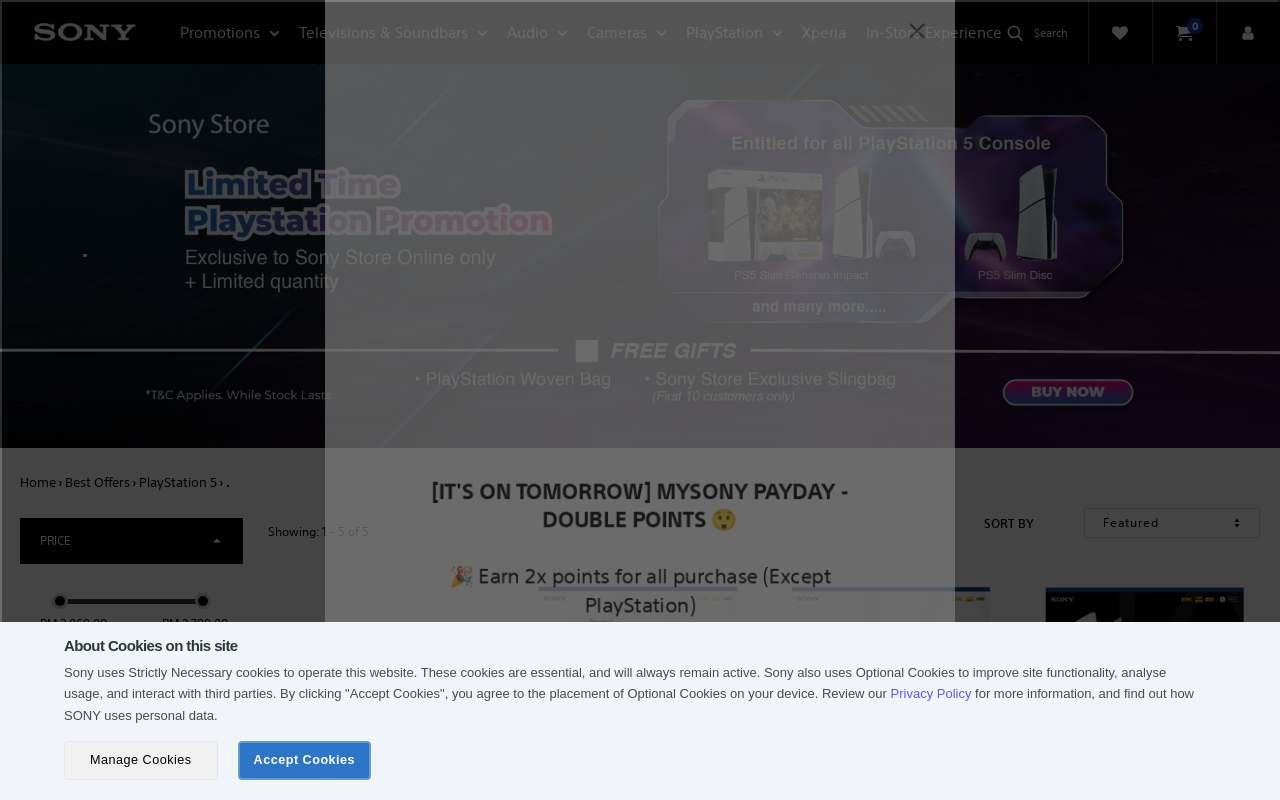 SONY
Promotions
Televisions & Soundbars
Audio
Cameras
PlayStation
Xperia
In-Store Experience
Search
0
Sony Store
Limited Time
Playstation Promotion
Exclusive to Sony Store Online only
+ Limited quantity
Entitled for all PlayStation 5 Console
PS5 Slim Genshin Impact
PS5 Slim Disc
and many more.....
FREE GIFTS
• PlayStation Woven Bag
• Sony Store Exclusive Slingbag
(First 10 customers only)
*T&C Applies. While Stock Lasts
BUY NOW
Home › Best Offers › PlayStation 5 › .
PRICE
Showing: 1 - 5 of 5
SORT BY
Featured
[IT'S ON TOMORROW] MYSONY PAYDAY -
DOUBLE POINTS 😲
🎉 Earn 2x points for all purchase (Except
PlayStation)
SONY
SONY
SONY
About Cookies on this site
Sony uses Strictly Necessary cookies to operate this website. These cookies are essential, and will always remain active. Sony also uses Optional Cookies to improve site functionality, analyse
usage, and interact with third parties. By clicking "Accept Cookies", you agree to the placement of Optional Cookies on your device. Review our Privacy Policy for more information, and find out how
SONY uses personal data.
Manage Cookies
Accept Cookies